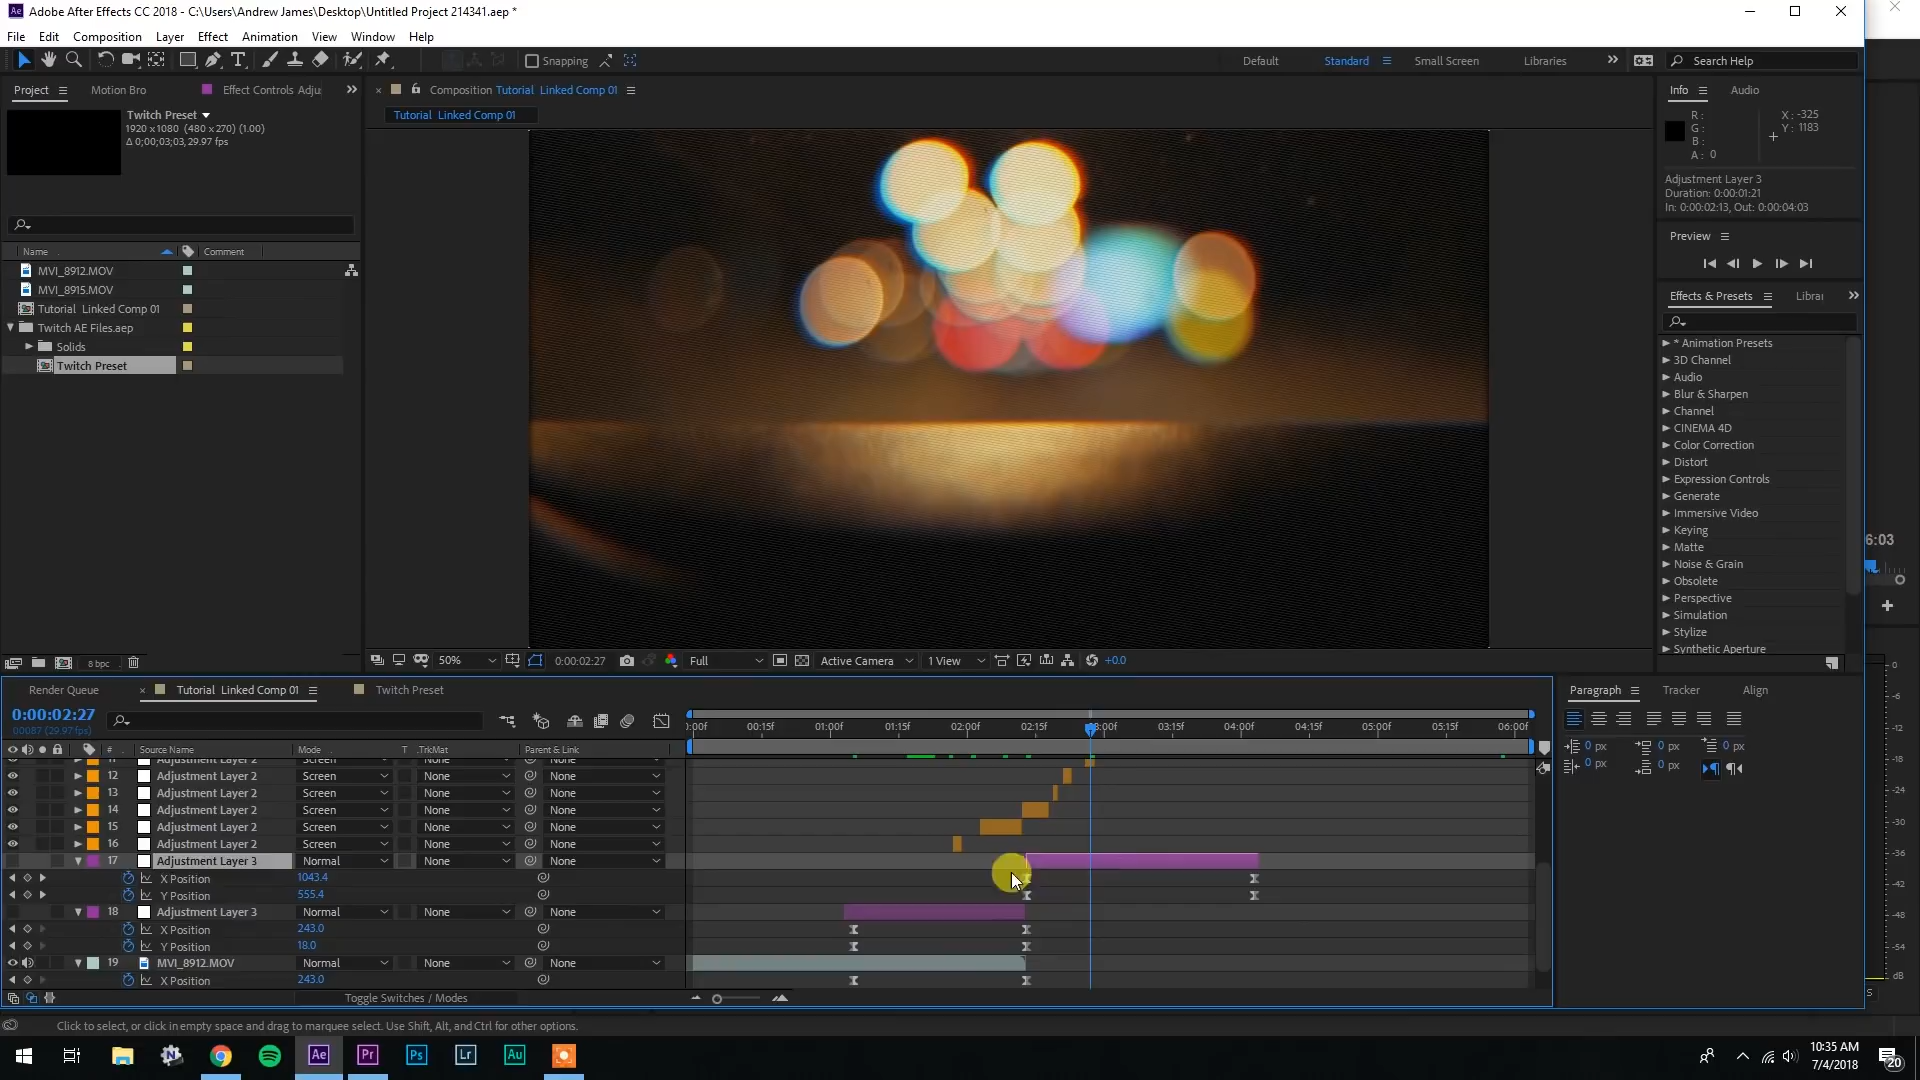 Adobe After Effects CC 2018 - C:\Users\Andrew James\Desktop\Untitled Project 214341.aep *
File Edit Composition Layer Effect Animation View Window Help
Snapping
Default Standard Small Screen Libraries Search Help
Project Motion Bro Effect Controls Adju
Twitch Preset
1920 x1080 (480 x 270) (1.00)
Δ 0;00;03;03, 29.97 fps
Name Comment
MVI_8912.MOV
MVI_8915.MOV
Tutorial Linked Comp 01
Twitch AE Files.aep
Solids
Twitch Preset
8 bpc
Composition Tutorial Linked Comp 01
Tutorial Linked Comp 01
50% 0:00:02:27 Full Active Camera 1 View +0.0
Info Audio
R: X: -325
G: Y: 1183
B:
A: 0
Adjustment Layer 3
Duration: 0:00:01:21
In: 0:00:02:13, Out: 0:00:04:03
Preview
Effects & Presets Librar
* Animation Presets
3D Channel
Audio
Blur & Sharpen
Channel
CINEMA 4D
Color Correction
Distort
Expression Controls
Generate
Immersive Video
Keying
Matte
Noise & Grain
Obsolete
Perspective
Simulation
Stylize
Synthetic Aperture
6:03
Render Queue Tutorial Linked Comp 01 Twitch Preset
0:00:02:27
00087 (29.97 fps)
:00f 00:15f 01:00f 01:15f 02:00f 02:15f 03:00f 03:15f 04:00f 04:15f 05:00f 05:15f 06:00f
# Source Name Mode T .TrkMat Parent & Link
11 Adjustment Layer 2 Screen None None
12 Adjustment Layer 2 Screen None None
13 Adjustment Layer 2 Screen None None
14 Adjustment Layer 2 Screen None None
15 Adjustment Layer 2 Screen None None
16 Adjustment Layer 2 Screen None None
17 Adjustment Layer 3 Normal None None
X Position 1043.4
Y Position 555.4
18 Adjustment Layer 3 Normal None None
X Position 243.0
Y Position 18.0
19 MVI_8912.MOV Normal None None
X Position 243.0
Toggle Switches / Modes
Paragraph Tracker Align
0 px 0 px 0 px
0 px 0 px
0
-6
-12
-18
-24
-30
-36
-42
-48
-54
dB
S
Click to select, or click in empty space and drag to marquee select. Use Shift, Alt, and Ctrl for other options.
Ae Pr Ps Lr Au
10:35 AM
7/4/2018
20